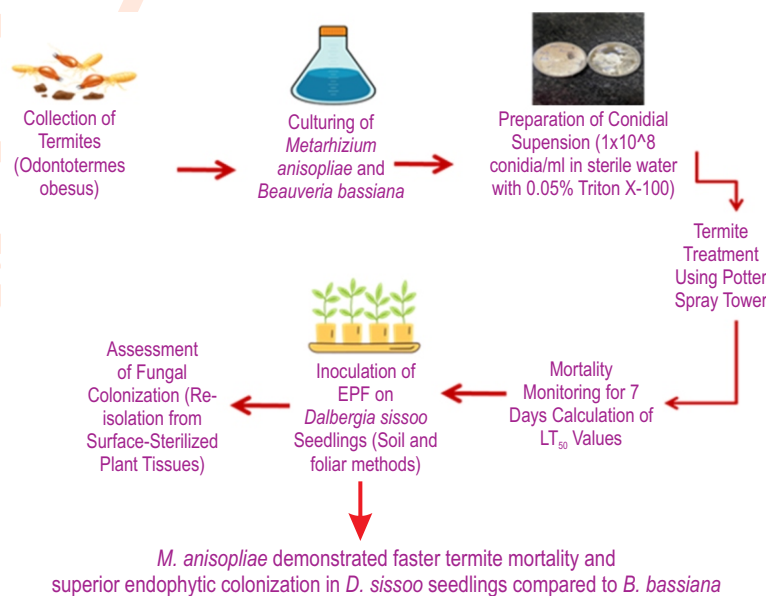 Collection of
Termites
(Odontotermes
obesus)
Culturing of
Metarhizium
anisopliae and
Beauveria bassiana
Preparation of Conidial
Supension (1x10^8
conidia/ml in sterile water
with 0.05% Triton X-100)
Termite
Treatment
Using Potter
Spray Tower
Mortality
Monitoring for 7
Days Calculation of
LT50 Values
Inoculation of
EPF on
Dalbergia sissoo
Seedlings (Soil and
foliar methods)
Assessment
of Fungal
Colonization (Re-
isolation from
Surface-Sterilized
Plant Tissues)
M. anisopliae demonstrated faster termite mortality and
superior endophytic colonization in D. sissoo seedlings compared to B. bassiana